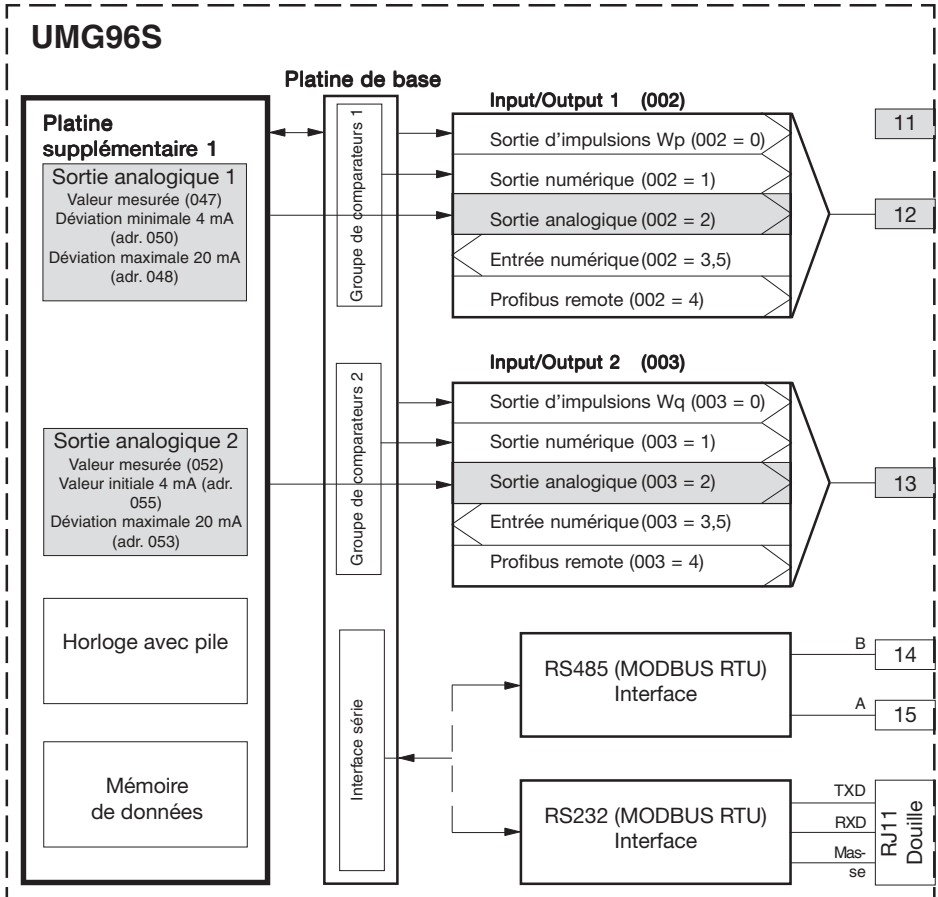 UMG96S
Platine de base
Platine
supplémentaire 1
Sortie analogique 1
Valeur mesurée (047)
Déviation minimale 4 mA
(adr. 050)
Déviation maximale 20 mA
(adr. 048)
Sortie analogique 2
Valeur mesurée (052)
Valeur initiale 4 mA (adr.
055)
Déviation maximale 20 mA
(adr. 053)
Horloge avec pile
Mémoire
de données
Groupe de comparateurs 1
Groupe de comparateurs 2
Interface série
Input/Output 1 (002)
Sortie d'impulsions Wp (002 = 0)
Sortie numérique (002 = 1)
Sortie analogique (002 = 2)
Entrée numérique (002 = 3,5)
Profibus remote (002 = 4)
11
12
Input/Output 2 (003)
Sortie d'impulsions Wq (003 = 0)
Sortie numérique (003 = 1)
Sortie analogique (003 = 2)
Entrée numérique (003 = 3,5)
Profibus remote (003 = 4)
13
RS485 (MODBUS RTU)
Interface
B
14
A
15
RS232 (MODBUS RTU)
Interface
TXD
RXD
Mas-
se
RJ11
Douille